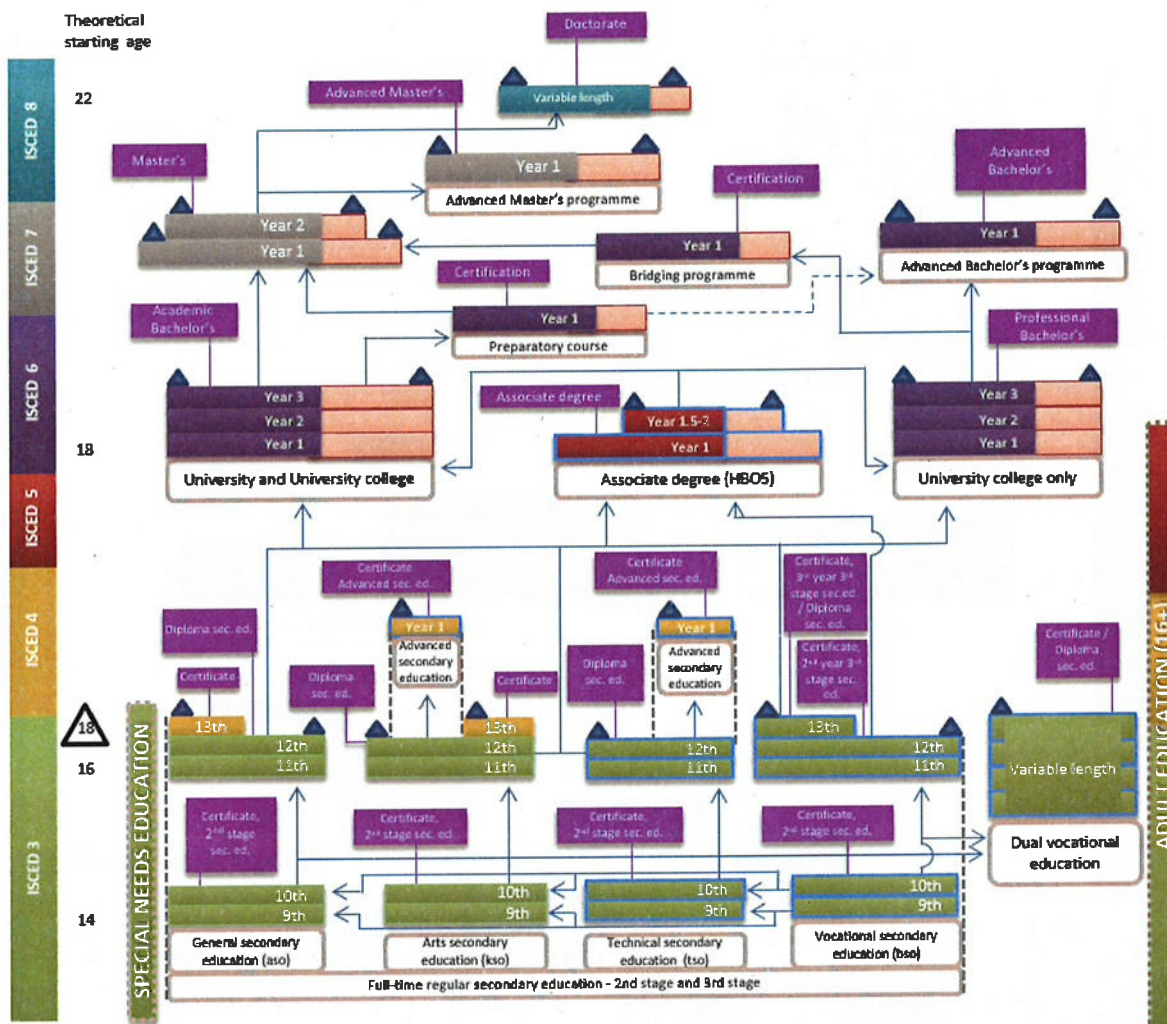 Theoretical
starting age
Doctorate
ISCED 8
22
Variable length
Advanced Master's
Master's
Year 1
Advanced Master's programme
Advanced
Bachelor's
Certification
ISCED 7
Year 2
Year 1
Year 1
Bridging programme
Year 1
Advanced Bachelor's programme
Certification
Year 1
Preparatory course
Academic
Bachelor's
Professional
Bachelor's
ISCED 6
Year 3
Year 2
Year 1
University and University college
Associate degree
Year 1.5-2
Year 1
Associate degree (HBO5)
Year 3
Year 2
Year 1
University college only
18
ISCED 5
ISCED 4
Certificate
Advanced sec. ed.
Year 1
Advanced
secondary
education
Certificate
Advanced sec. ed.
Year 1
Advanced
secondary
education
Certificate,
3rd year 3rd
stage sec.ed.
/ Diploma
sec. ed.
Certificate,
2nd year 3rd
stage sec.
ed.
Certificate /
Diploma
sec. ed.
Diploma sec. ed.
Certificate
Diploma
sec. ed.
Certificate
Diploma
sec. ed.
18
16
13th
12th
11th
13th
12th
11th
12th
11th
13th
12th
11th
Variable length
Dual vocational
education
ISCED 3
SPECIAL NEEDS EDUCATION
ADULT EDUCATION (16+)
Certificate,
2nd stage
sec. ed.
Certificate,
2nd stage sec. ed.
Certificate,
2nd stage sec. ed.
Certificate,
2nd stage sec. ed.
14
10th
9th
General secondary
education (aso)
10th
9th
Arts secondary
education (kso)
10th
9th
Technical secondary
education (tso)
10th
9th
Vocational secondary
education (bso)
Full-time regular secondary education - 2nd stage and 3rd stage